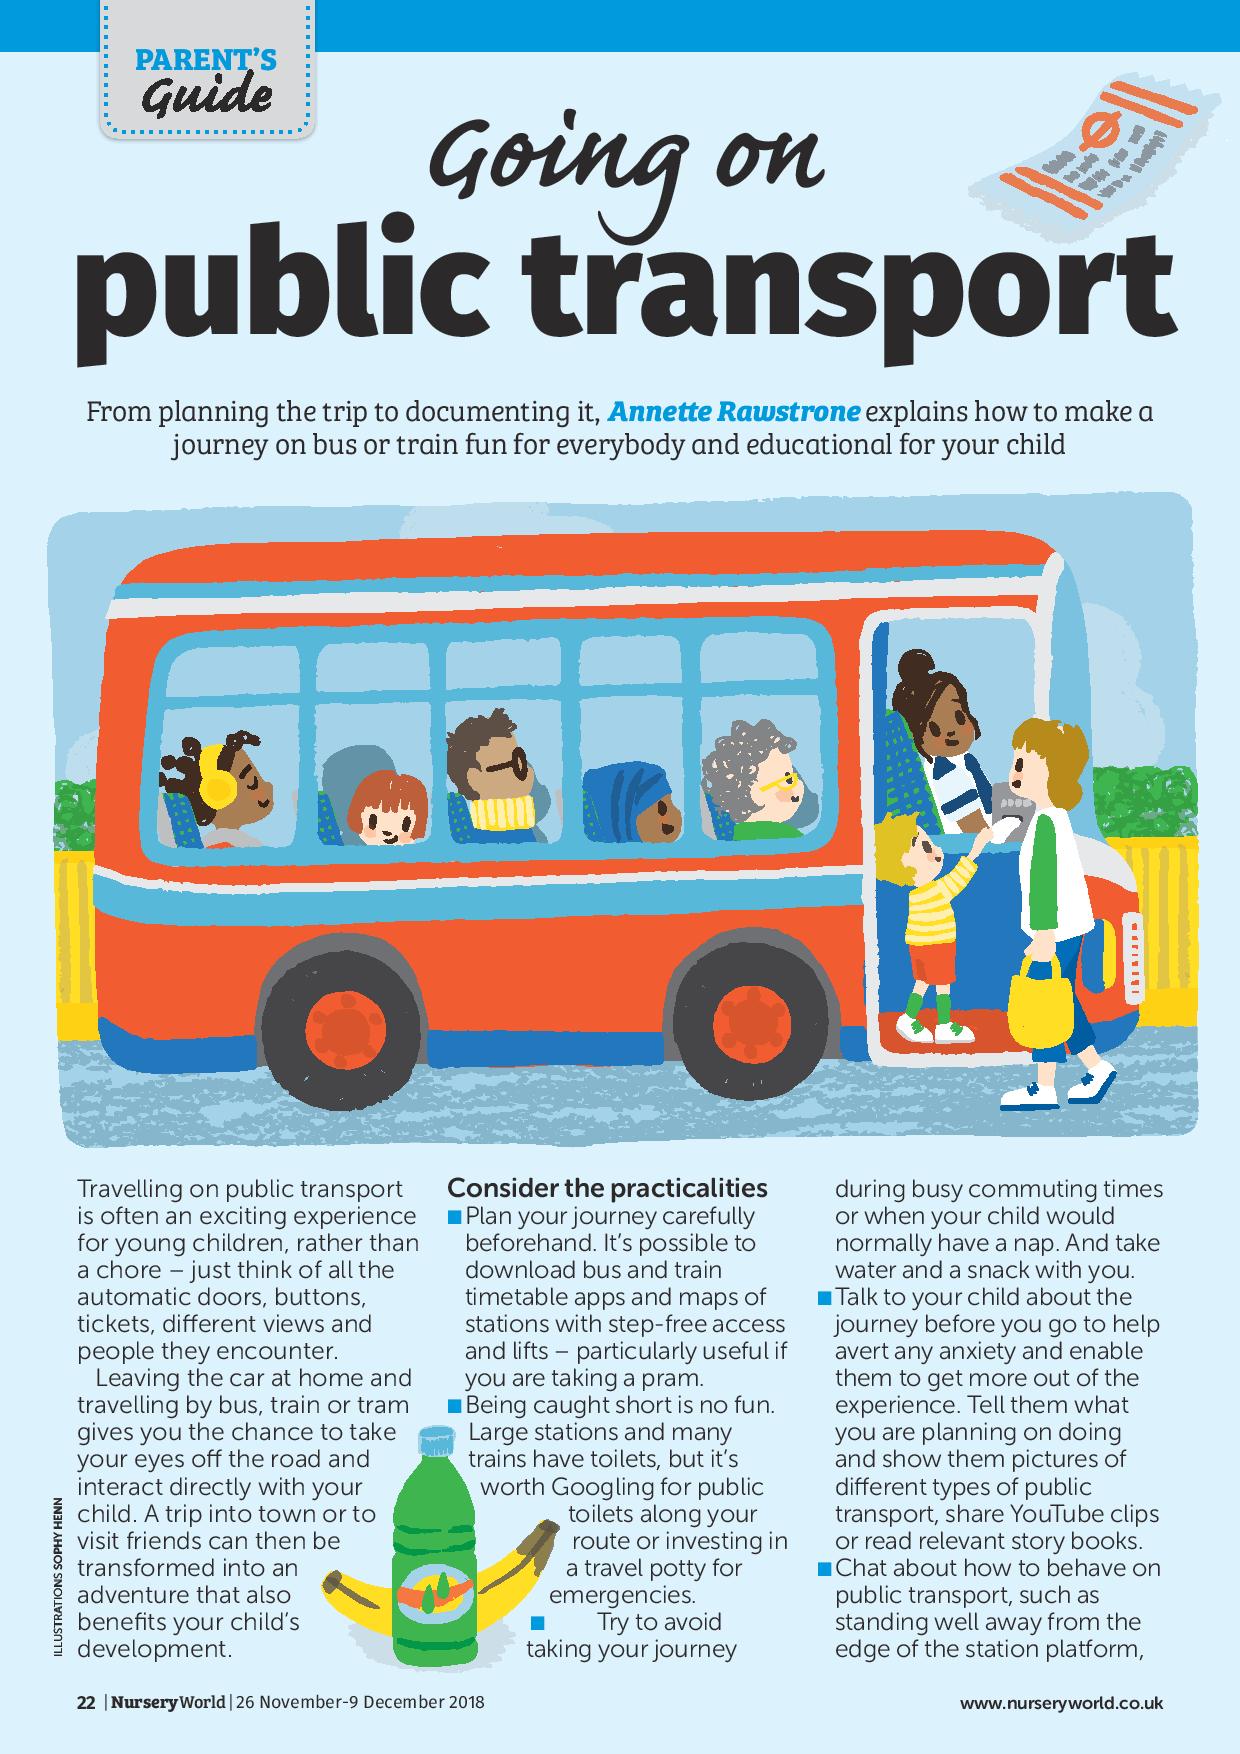 PARENT'S
Guide
Going on
public transport
From planning the trip to documenting it, Annette Rawstrone explains how to make a
journey on bus or train fun for everybody and educational for your child
Travelling on public transport
is often an exciting experience
for young children, rather than
a chore – just think of all the
automatic doors, buttons,
tickets, different views and
people they encounter.
Leaving the car at home and
travelling by bus, train or tram
gives you the chance to take
your eyes off the road and
interact directly with your
child. A trip into town or to
visit friends can then be
transformed into an
adventure that also
benefits your child's
development.
Consider the practicalities
■ Plan your journey carefully
beforehand. It's possible to
download bus and train
timetable apps and maps of
stations with step-free access
and lifts – particularly useful if
you are taking a pram.
■ Being caught short is no fun.
Large stations and many
trains have toilets, but it's
worth Googling for public
toilets along your
route or investing in
a travel potty for
emergencies.
■ Try to avoid
taking your journey
during busy commuting times
or when your child would
normally have a nap. And take
water and a snack with you.
■ Talk to your child about the
journey before you go to help
avert any anxiety and enable
them to get more out of the
experience. Tell them what
you are planning on doing
and show them pictures of
different types of public
transport, share YouTube clips
or read relevant story books.
■ Chat about how to behave on
public transport, such as
standing well away from the
edge of the station platform,
ILLUSTRATIONS SOPHY HENN
22 | NurseryWorld | 26 November-9 December 2018
www.nurseryworld.co.uk